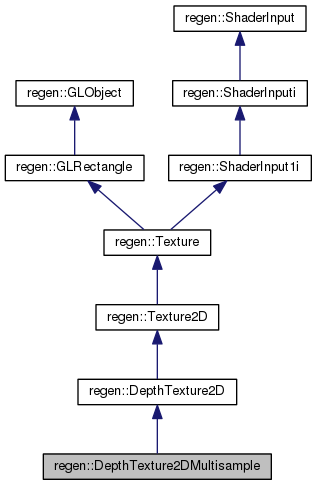 regen::ShaderInput
regen::GLObject
regen::ShaderInputi
regen::GLRectangle
regen::ShaderInput1i
regen::Texture
regen::Texture2D
regen::DepthTexture2D
regen::DepthTexture2DMultisample